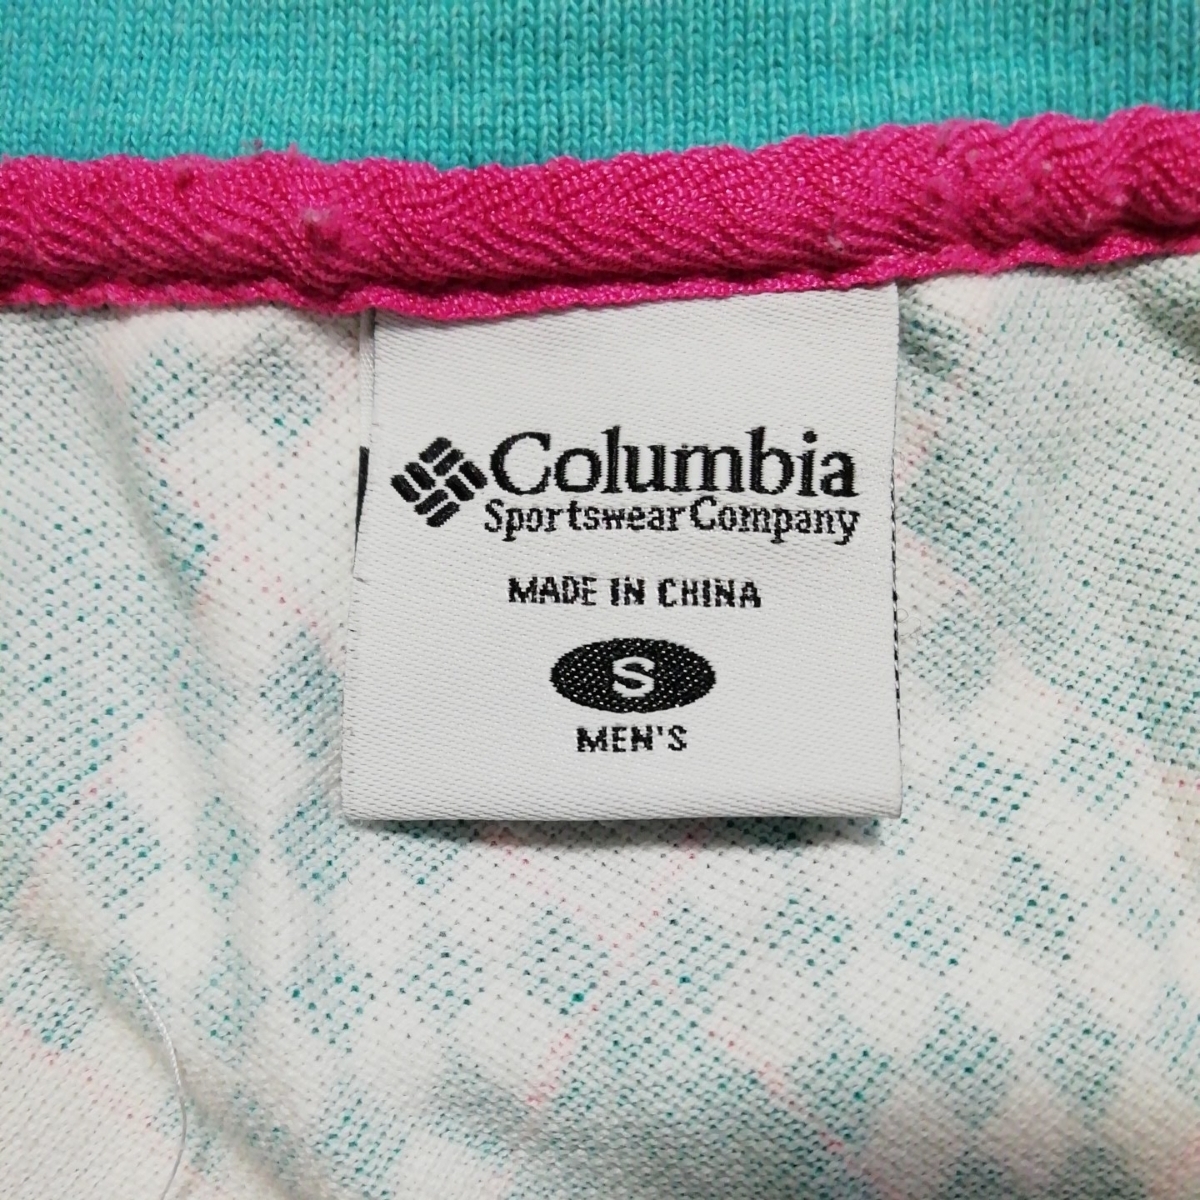 Columbia
Sportswear Company
MADE IN CHINA
S
MEN'S